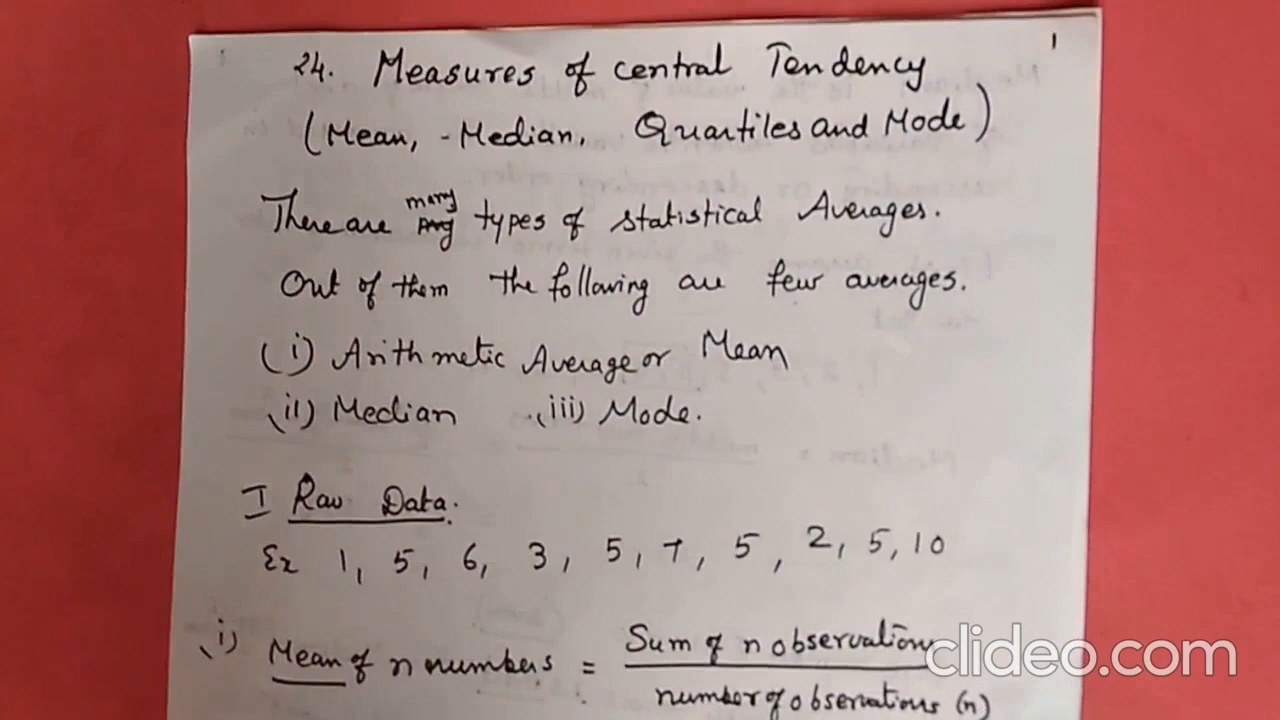 24. Measures of central Tendency
(Mean, -Median, Quartiles and Mode)
There are many types of statistical Averages.
Out of them the following are few averages.
(i) Arithmetic Average or Mean
(ii) Median (iii) Mode.
I Raw Data.
Ex 1, 5, 6, 3, 5, 7, 5, 2, 5, 10
(i) Mean of n numbers = Sum of n observations
number of observations (n)
clideo.com
1